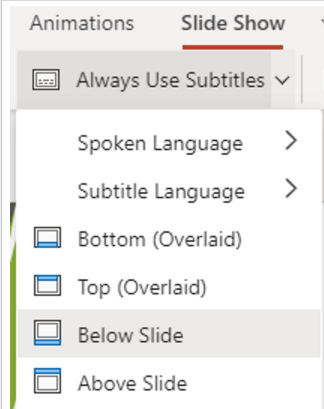 Animations Slide Show
Always Use Subtitles
Spoken Language
Subtitle Language
Bottom (Overlaid)
Top (Overlaid)
Below Slide
Above Slide